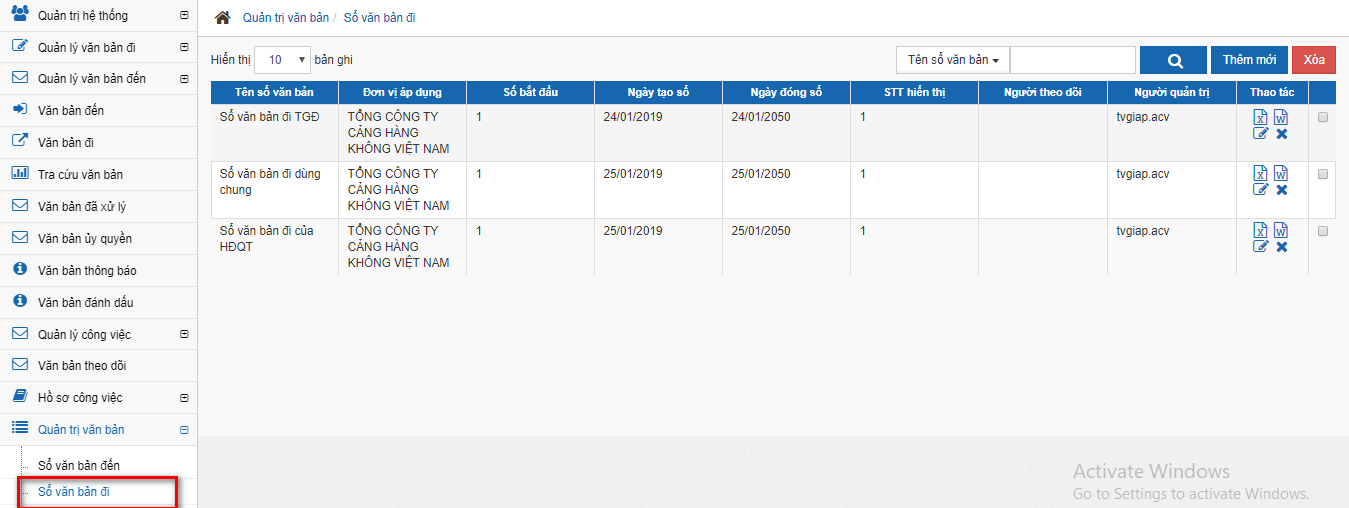 Quản trị hệ thống
Quản lý văn bản đi
Quản lý văn bản đến
Văn bản đến
Văn bản đi
Tra cứu văn bản
Văn bản đã xử lý
Văn bản ủy quyền
Văn bản thông báo
Văn bản đánh dấu
Quản lý công việc
Văn bản theo dõi
Hồ sơ công việc
Quản trị văn bản
Sổ văn bản đến
Sổ văn bản đi
Quản trị văn bản / Sổ văn bản đi
Hiển thị 10 bản ghi
Tên sổ văn bản
Thêm mới
Xóa
Tên sổ văn bản Đơn vị áp dụng Số bắt đầu Ngày tạo sổ Ngày đóng sổ STT hiển thị Người theo dõi Người quản trị Thao tác
Sổ văn bản đi TGĐ TỔNG CÔNG TY 1 24/01/2019 24/01/2050 1 tvgiap.acv
CẢNG HÀNG
KHÔNG VIỆT NAM
Sổ văn bản đi dùng TỔNG CÔNG TY 1 25/01/2019 25/01/2050 1 tvgiap.acv
chung CẢNG HÀNG
KHÔNG VIỆT NAM
Sổ văn bản đi của TỔNG CÔNG TY 1 25/01/2019 25/01/2050 1 tvgiap.acv
HĐQT CẢNG HÀNG
KHÔNG VIỆT NAM
Activate Windows
Go to Settings to activate Windows.